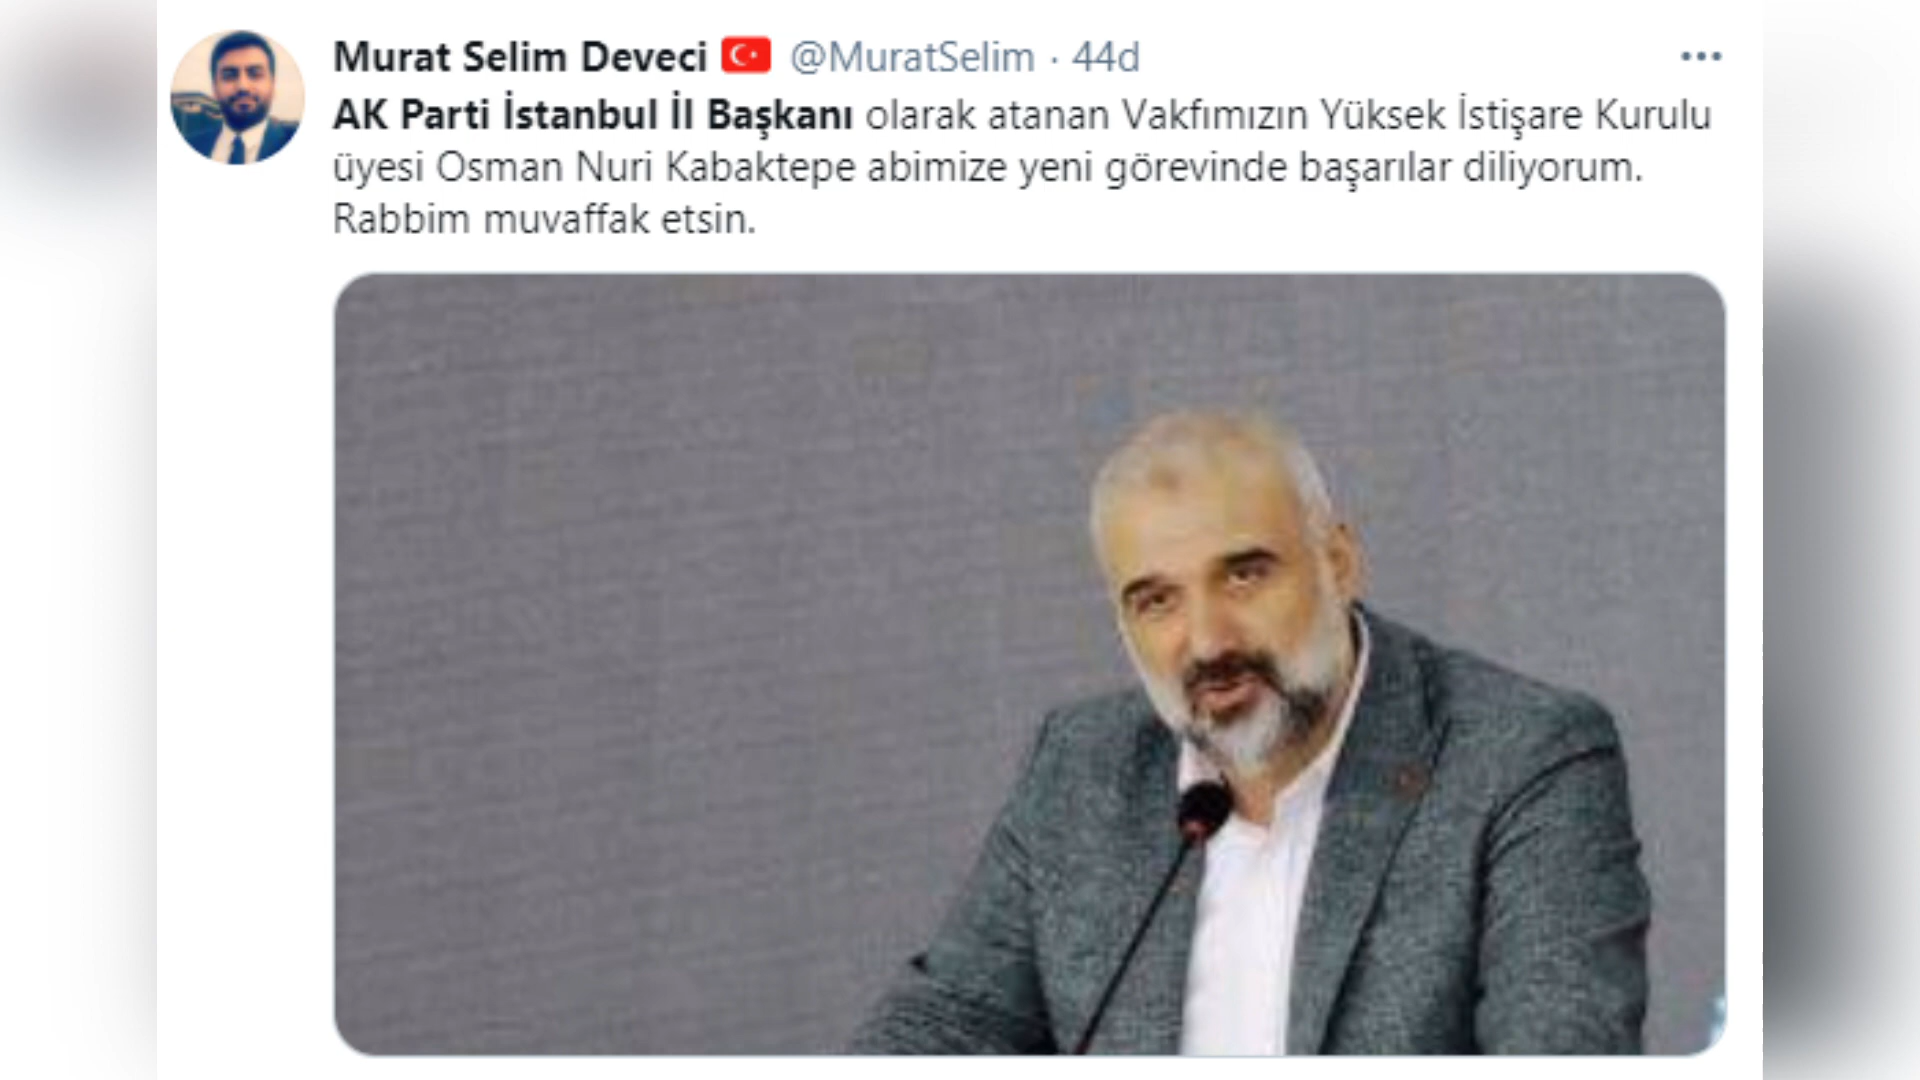 Murat Selim Deveci 🇹🇷 @MuratSelim · 44d
AK Parti İstanbul İl Başkanı olarak atanan Vakfımızın Yüksek İstişare Kurulu
üyesi Osman Nuri Kabaktepe abimize yeni görevinde başarılar diliyorum.
Rabbim muvaffak etsin.